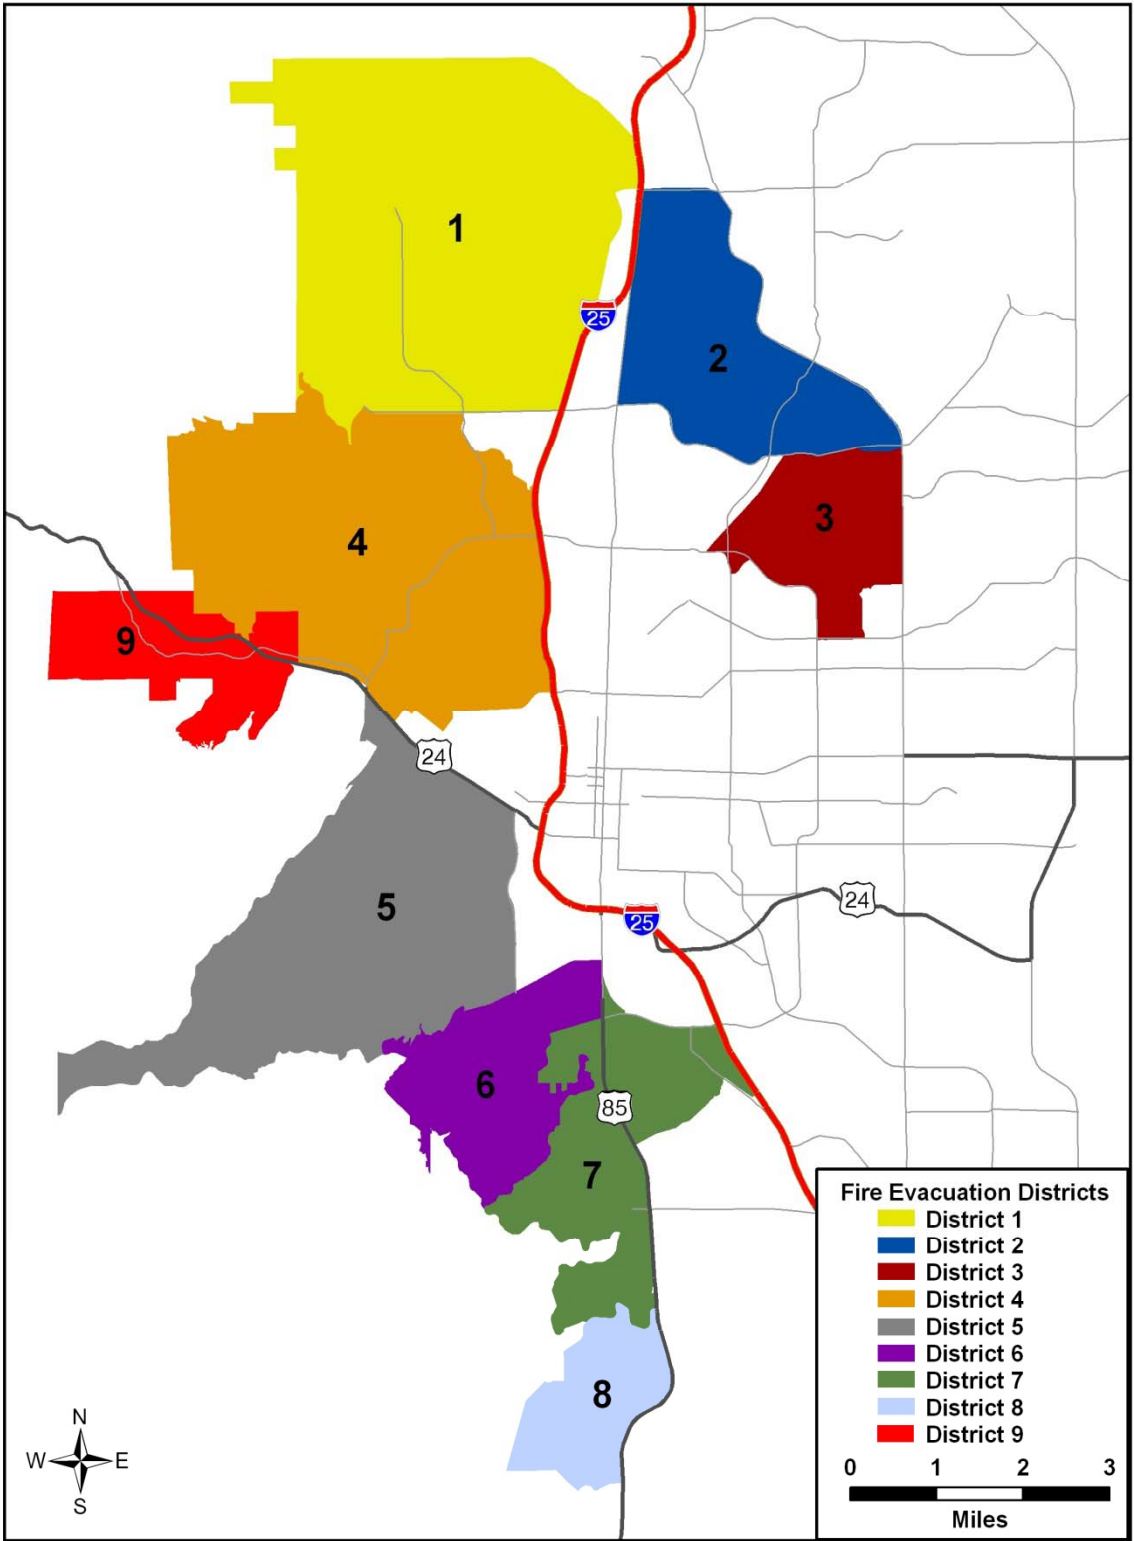 1
25
2
3
4
9
24
5
24
25
6
85
7
8
N
W E
S
Fire Evacuation Districts
District 1
District 2
District 3
District 4
District 5
District 6
District 7
District 8
District 9
0 1 2 3
Miles